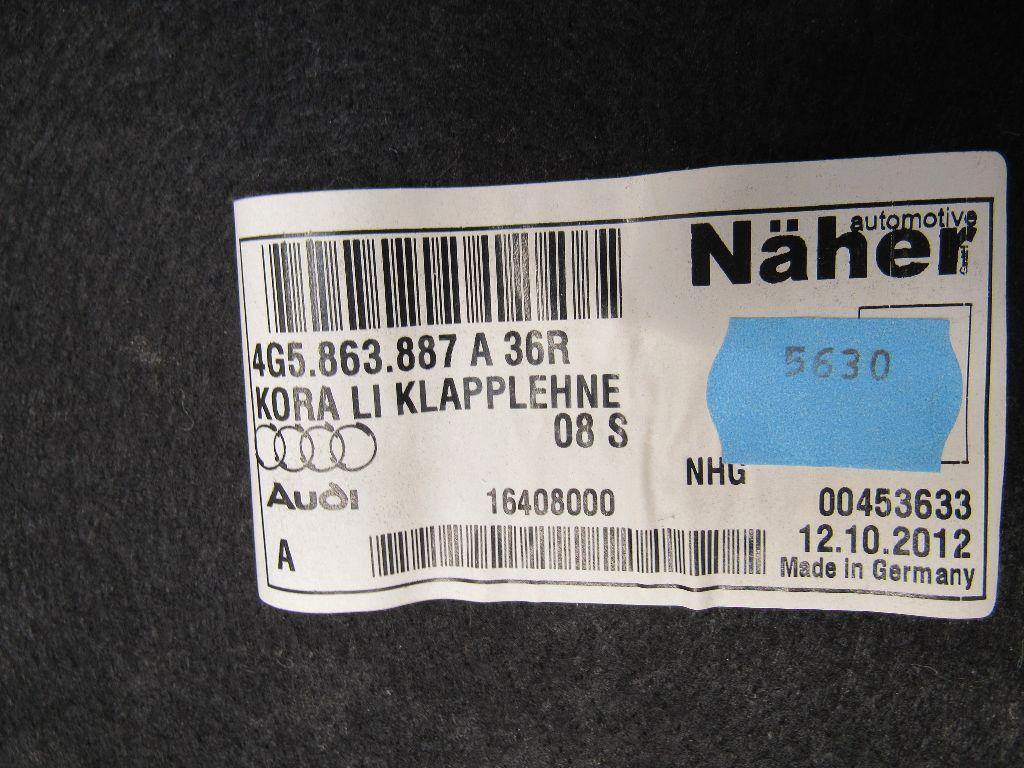 automotive
Näher
4G5.863.887 A 36R
KORA LI KLAPPLEHNE
08 S
5630
NHG
Audi
16408000
00453633
A
12.10.2012
Made in Germany